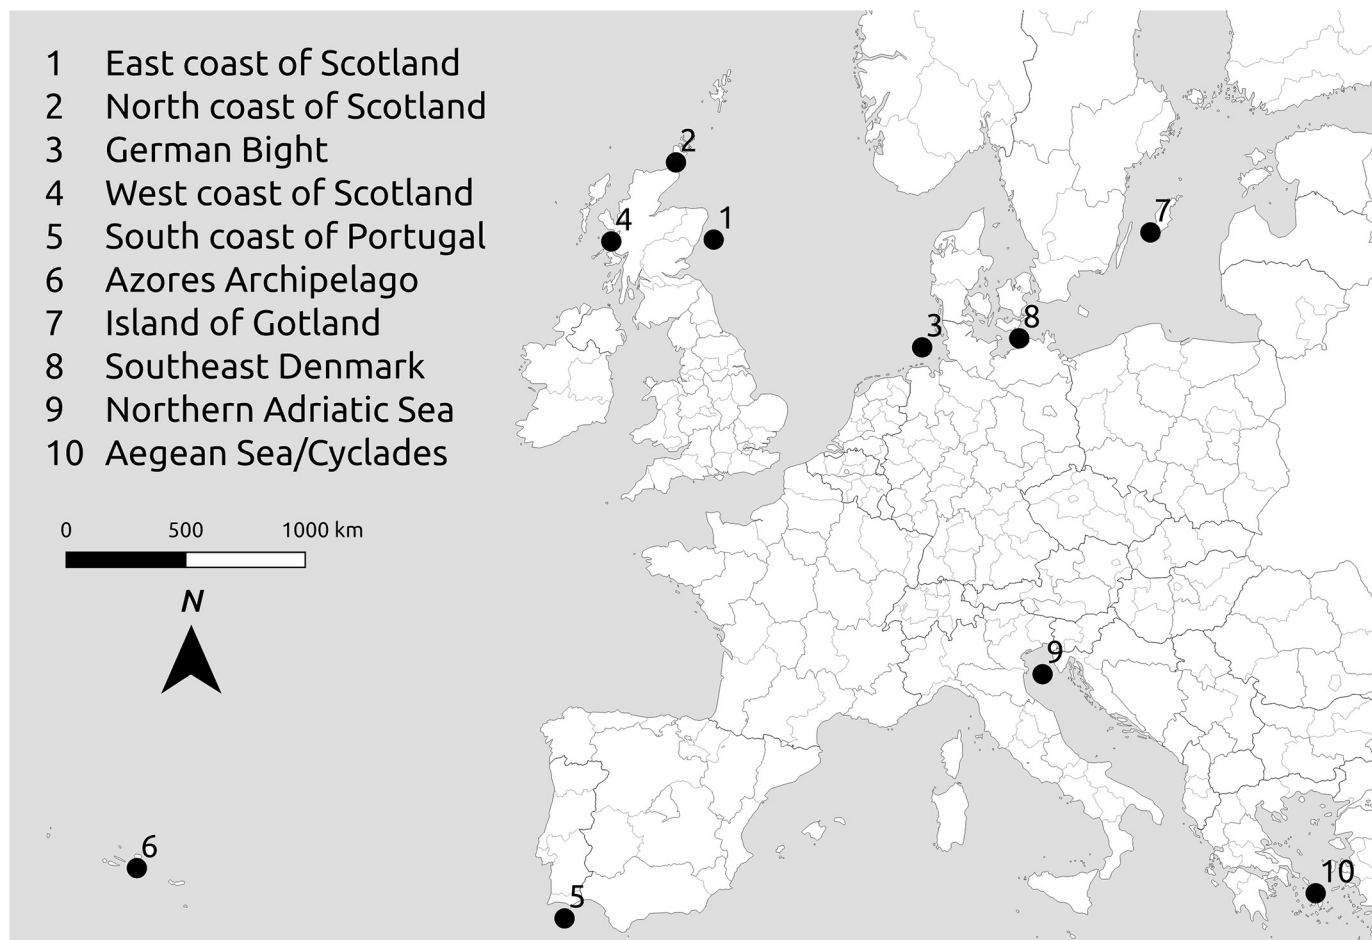 1 East coast of Scotland
2 North coast of Scotland
3 German Bight
4 West coast of Scotland
5 South coast of Portugal
6 Azores Archipelago
7 Island of Gotland
8 Southeast Denmark
9 Northern Adriatic Sea
10 Aegean Sea/Cyclades
0 500 1000 km
N
2
4
1
7
3
8
9
6
5
10